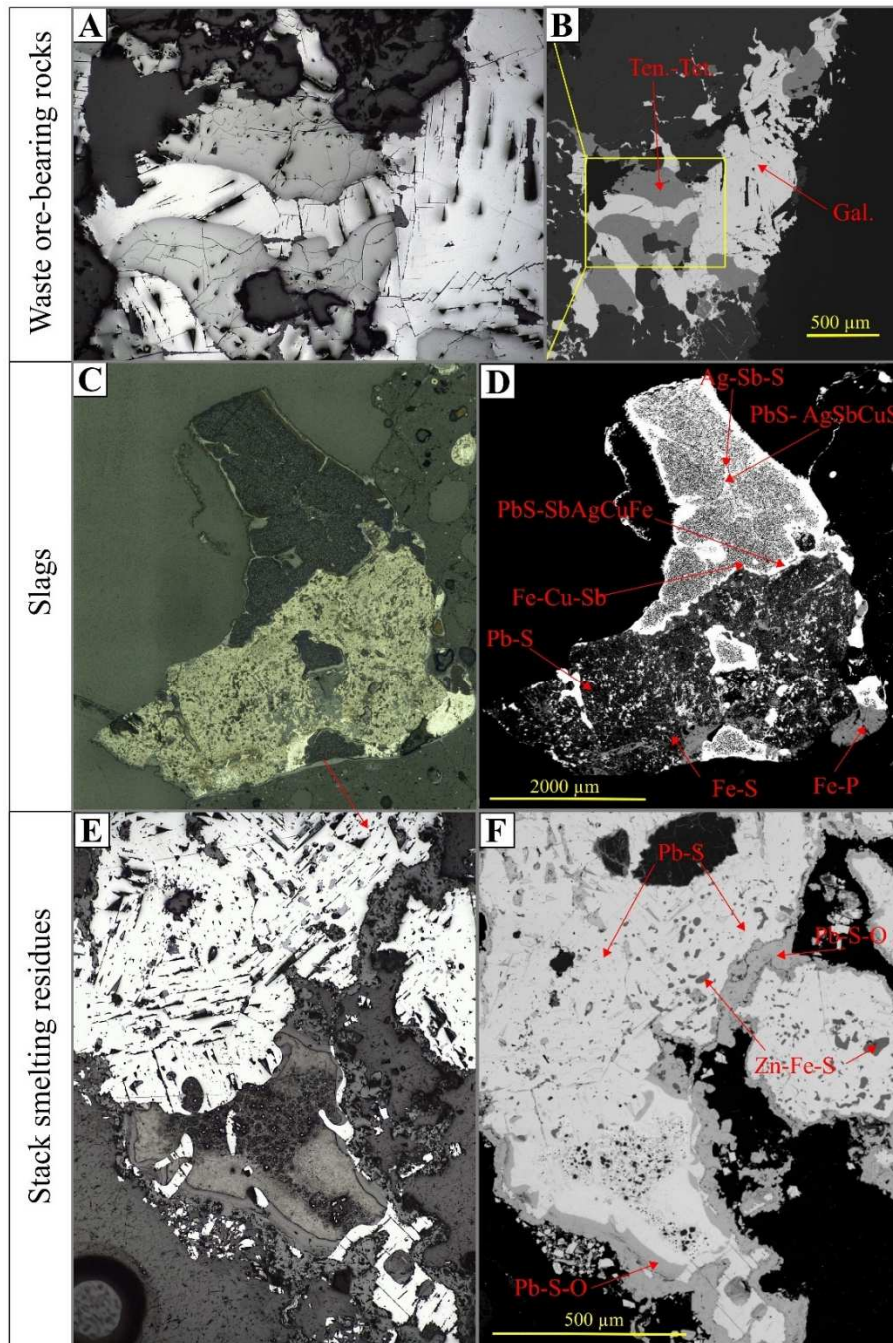 Waste ore-bearing rocks
A
B
Ten.-Tet.
Gal.
500 µm
Slags
C
D
Ag-Sb-S
PbS- AgSbCuS
PbS-SbAgCuFe
Fe-Cu-Sb
Pb-S
Fe-S
Fe-P
2000 µm
Stack smelting residues
E
F
Pb-S
Pb-S-O
Zn-Fe-S
Pb-S-O
500 µm